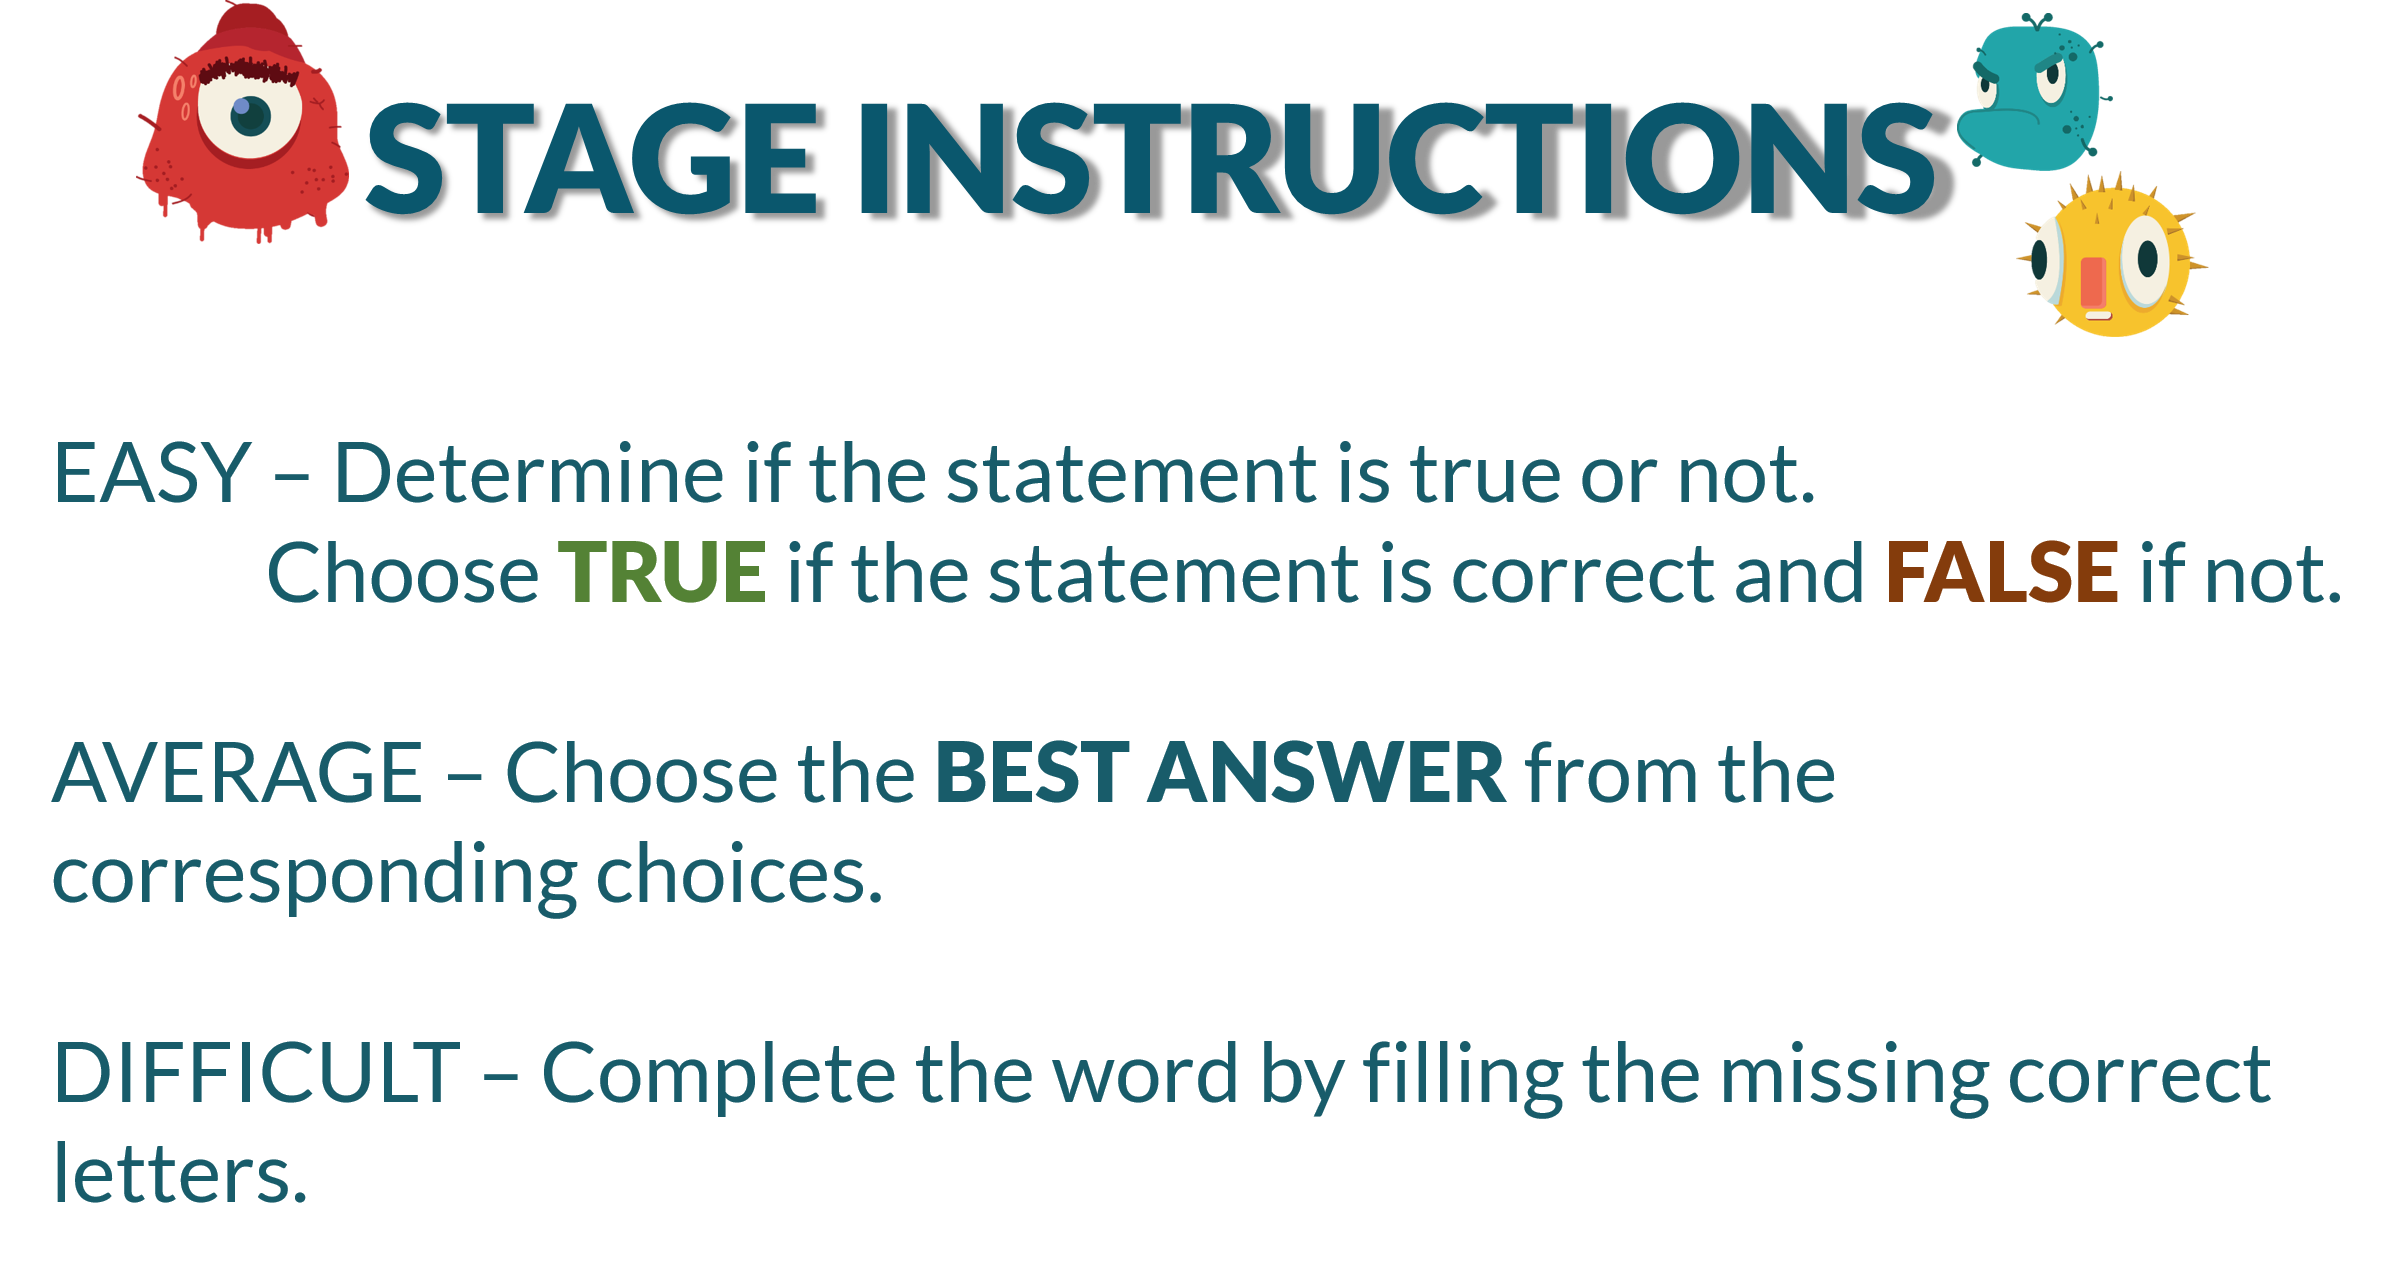 STAGE INSTRUCTIONS
EASY – Determine if the statement is true or not.
Choose TRUE if the statement is correct and FALSE if not.
AVERAGE – Choose the BEST ANSWER from the
corresponding choices.
DIFFICULT – Complete the word by filling the missing correct
letters.